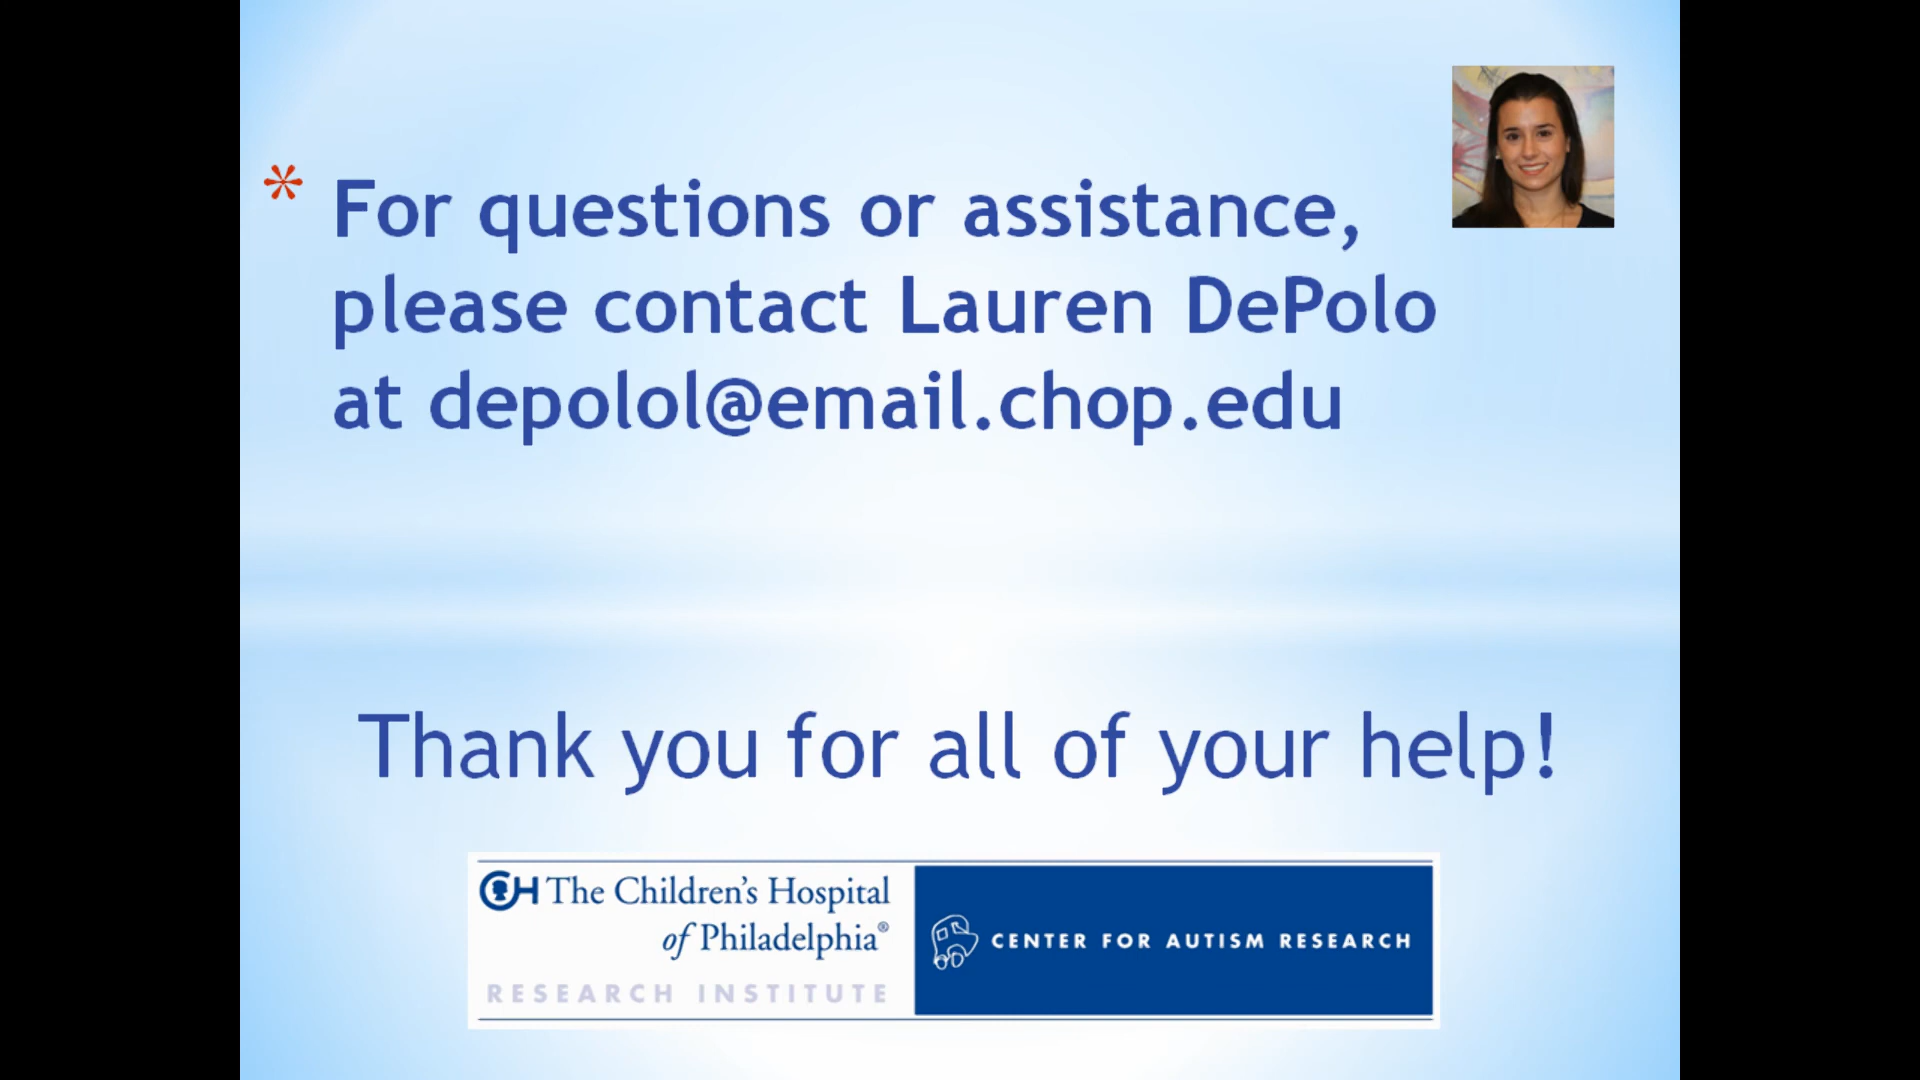 * For questions or assistance,
please contact Lauren DePolo
at depolol@email.chop.edu
Thank you for all of your help!
CH The Children's Hospital
of Philadelphia®
RESEARCH INSTITUTE
CENTER FOR AUTISM RESEARCH